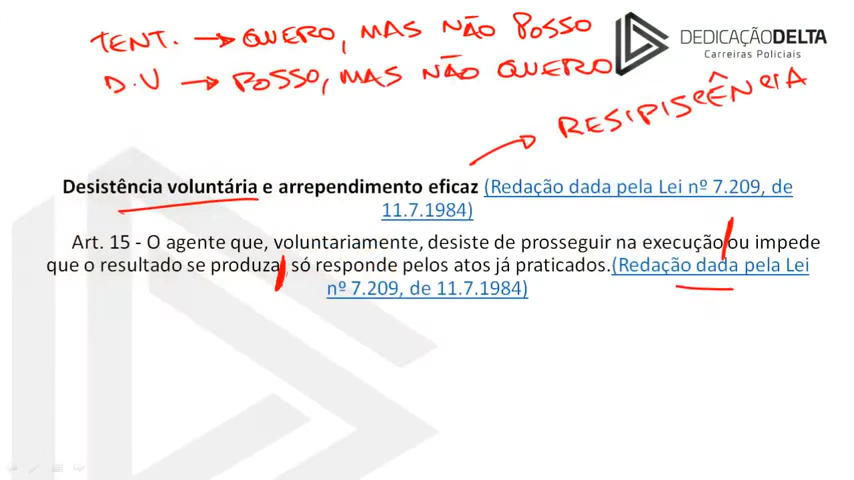 TENT. → QUERO, MAS NÃO POSSO
D.V → POSSO, MAS NÃO QUERO
DEDICAÇÃODELTA
Carreiras Policiais
RESIPISCÊNCIA
Desistência voluntária e arrependimento eficaz (Redação dada pela Lei nº 7.209, de
11.7.1984)
Art. 15 - O agente que, voluntariamente, desiste de prosseguir na execução ou impede
que o resultado se produza, só responde pelos atos já praticados.(Redação dada pela Lei
nº 7.209, de 11.7.1984)